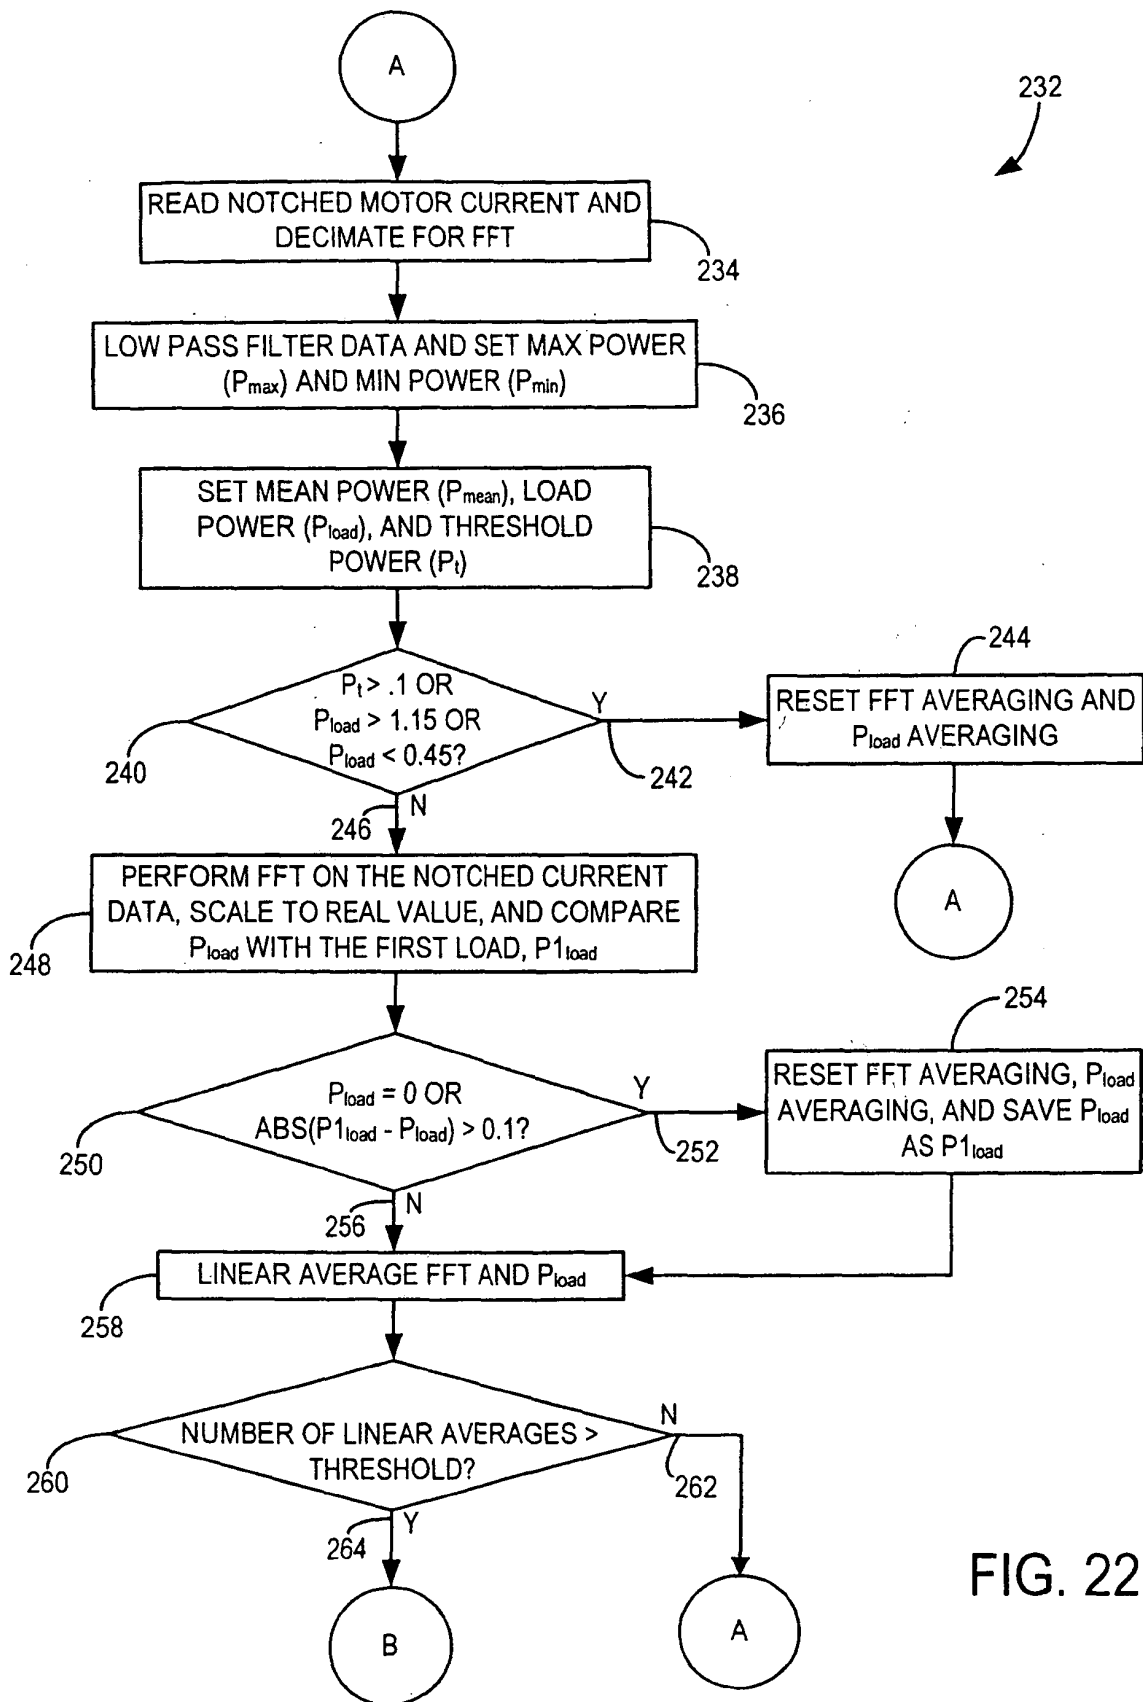 A
232
READ NOTCHED MOTOR CURRENT AND
DECIMATE FOR FFT
234
LOW PASS FILTER DATA AND SET MAX POWER
(Pmax) AND MIN POWER (Pmin)
236
SET MEAN POWER (Pmean), LOAD
POWER (Pload), AND THRESHOLD
POWER (Pt)
238
Pt > .1 OR
Pload > 1.15 OR
Pload < 0.45?
240
Y
242
244
RESET FFT AVERAGING AND
Pload AVERAGING
A
246
N
PERFORM FFT ON THE NOTCHED CURRENT
DATA, SCALE TO REAL VALUE, AND COMPARE
Pload WITH THE FIRST LOAD, P1load
248
Pload = 0 OR
ABS(P1load - Pload) > 0.1?
250
Y
252
254
RESET FFT AVERAGING, Pload
AVERAGING, AND SAVE Pload
AS P1load
256
N
LINEAR AVERAGE FFT AND Pload
258
NUMBER OF LINEAR AVERAGES >
THRESHOLD?
260
N
262
264
Y
B
A
FIG. 22